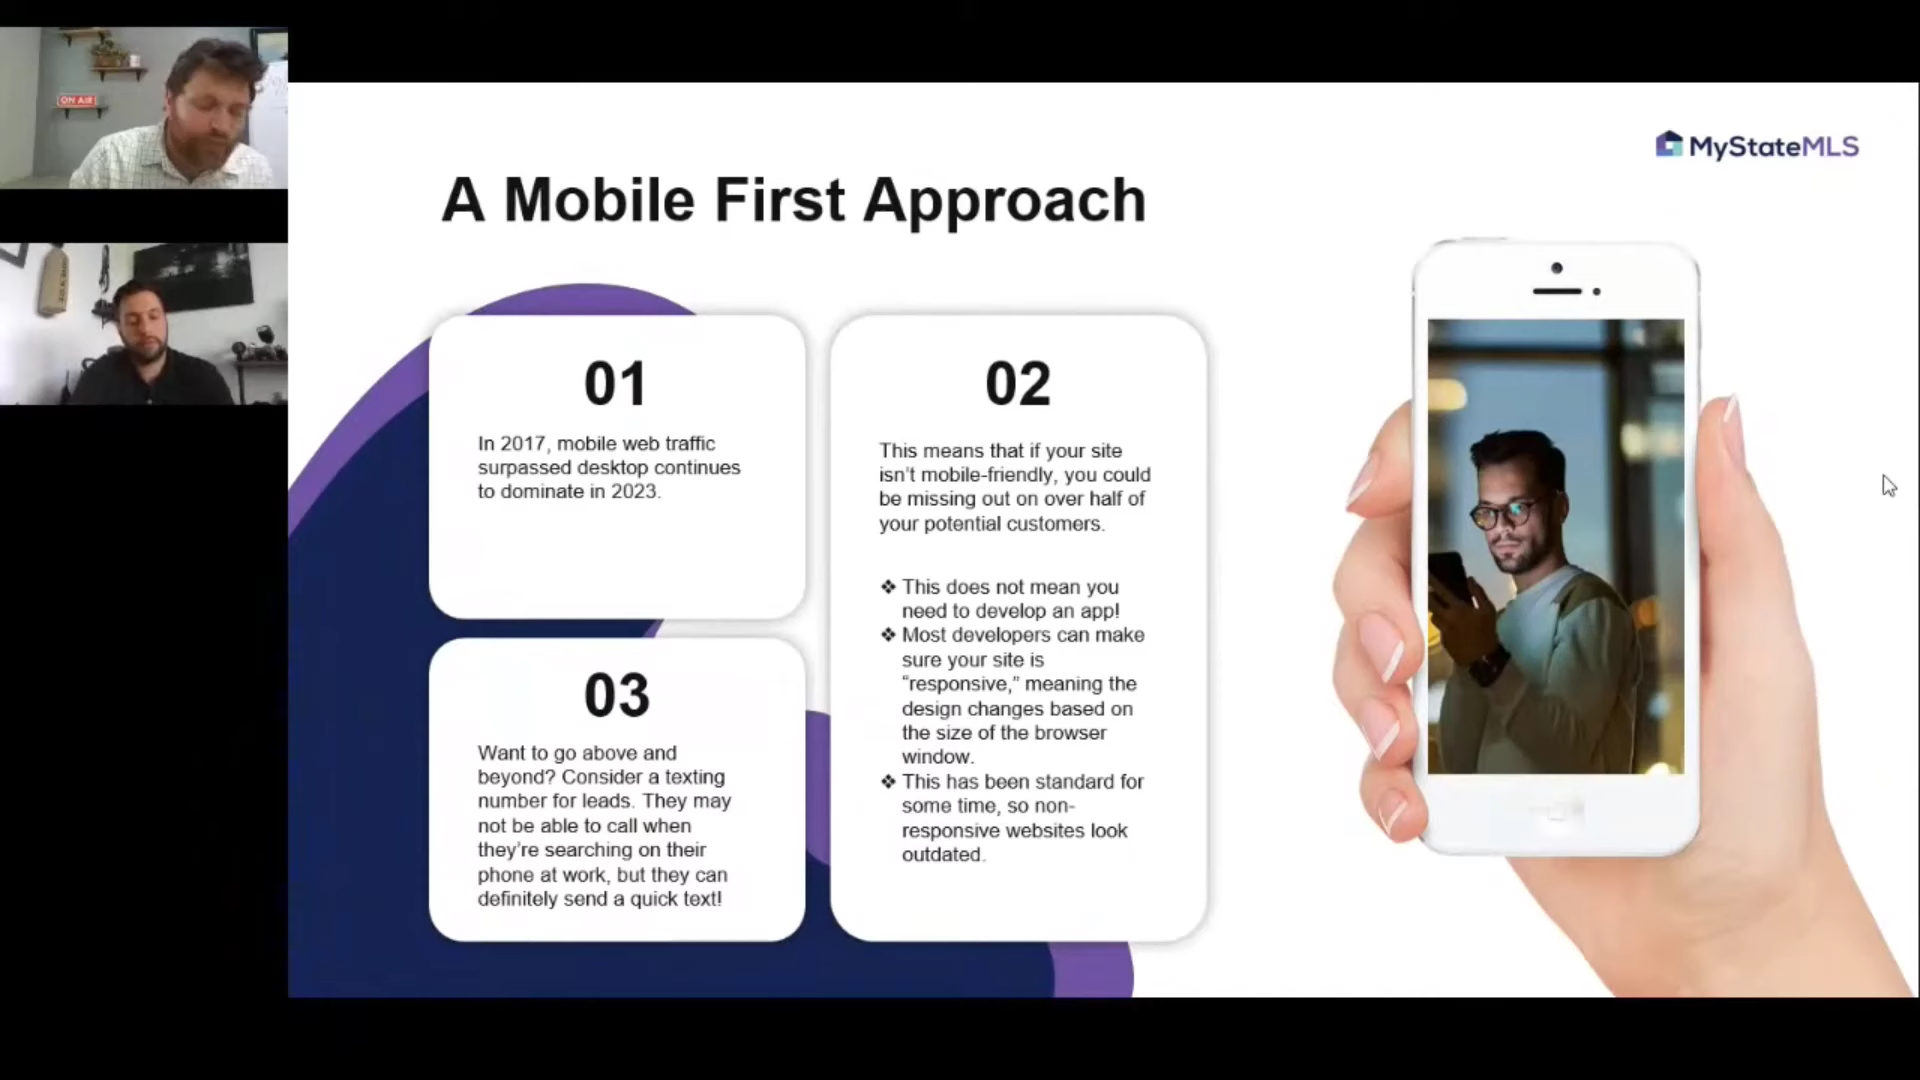 ON AIR
MyStateMLS
A Mobile First Approach
01
In 2017, mobile web traffic
surpassed desktop continues
to dominate in 2023.
02
This means that if your site
isn't mobile-friendly, you could
be missing out on over half of
your potential customers.
❖ This does not mean you
need to develop an app!
❖ Most developers can make
sure your site is
“responsive,” meaning the
design changes based on
the size of the browser
window.
❖ This has been standard for
some time, so non-
responsive websites look
outdated.
03
Want to go above and
beyond? Consider a texting
number for leads. They may
not be able to call when
they're searching on their
phone at work, but they can
definitely send a quick text!